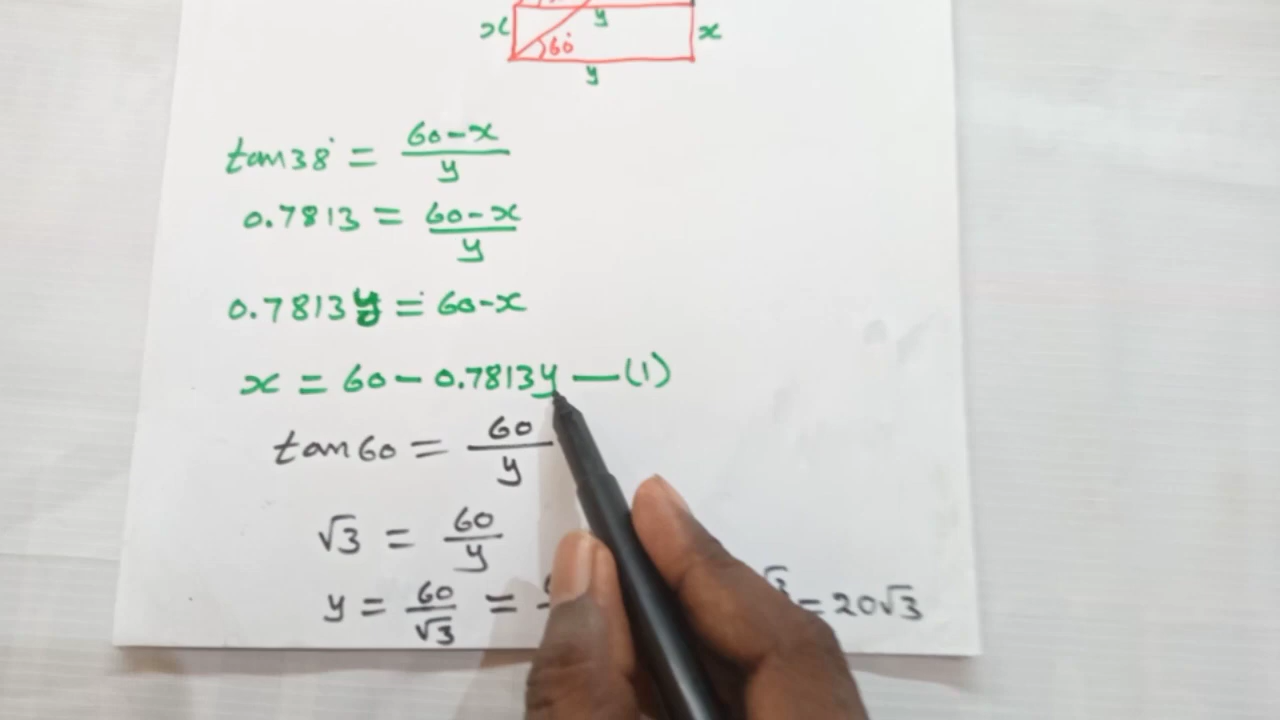 x y x
60°
y
tan38° = 60-x / y
0.7813 = 60-x / y
0.7813y = 60-x
x = 60 - 0.7813y —(1)
tan60 = 60 / y
√3 = 60 / y
y = 60 / √3 = = 20√3